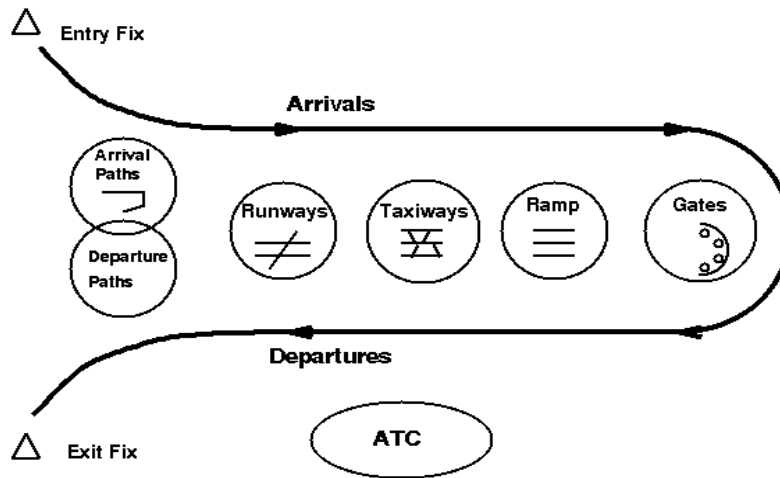 Entry Fix
Arrivals
Arrival
Paths
Departure
Paths
Runways
Taxiways
Ramp
Gates
Departures
ATC
Exit Fix